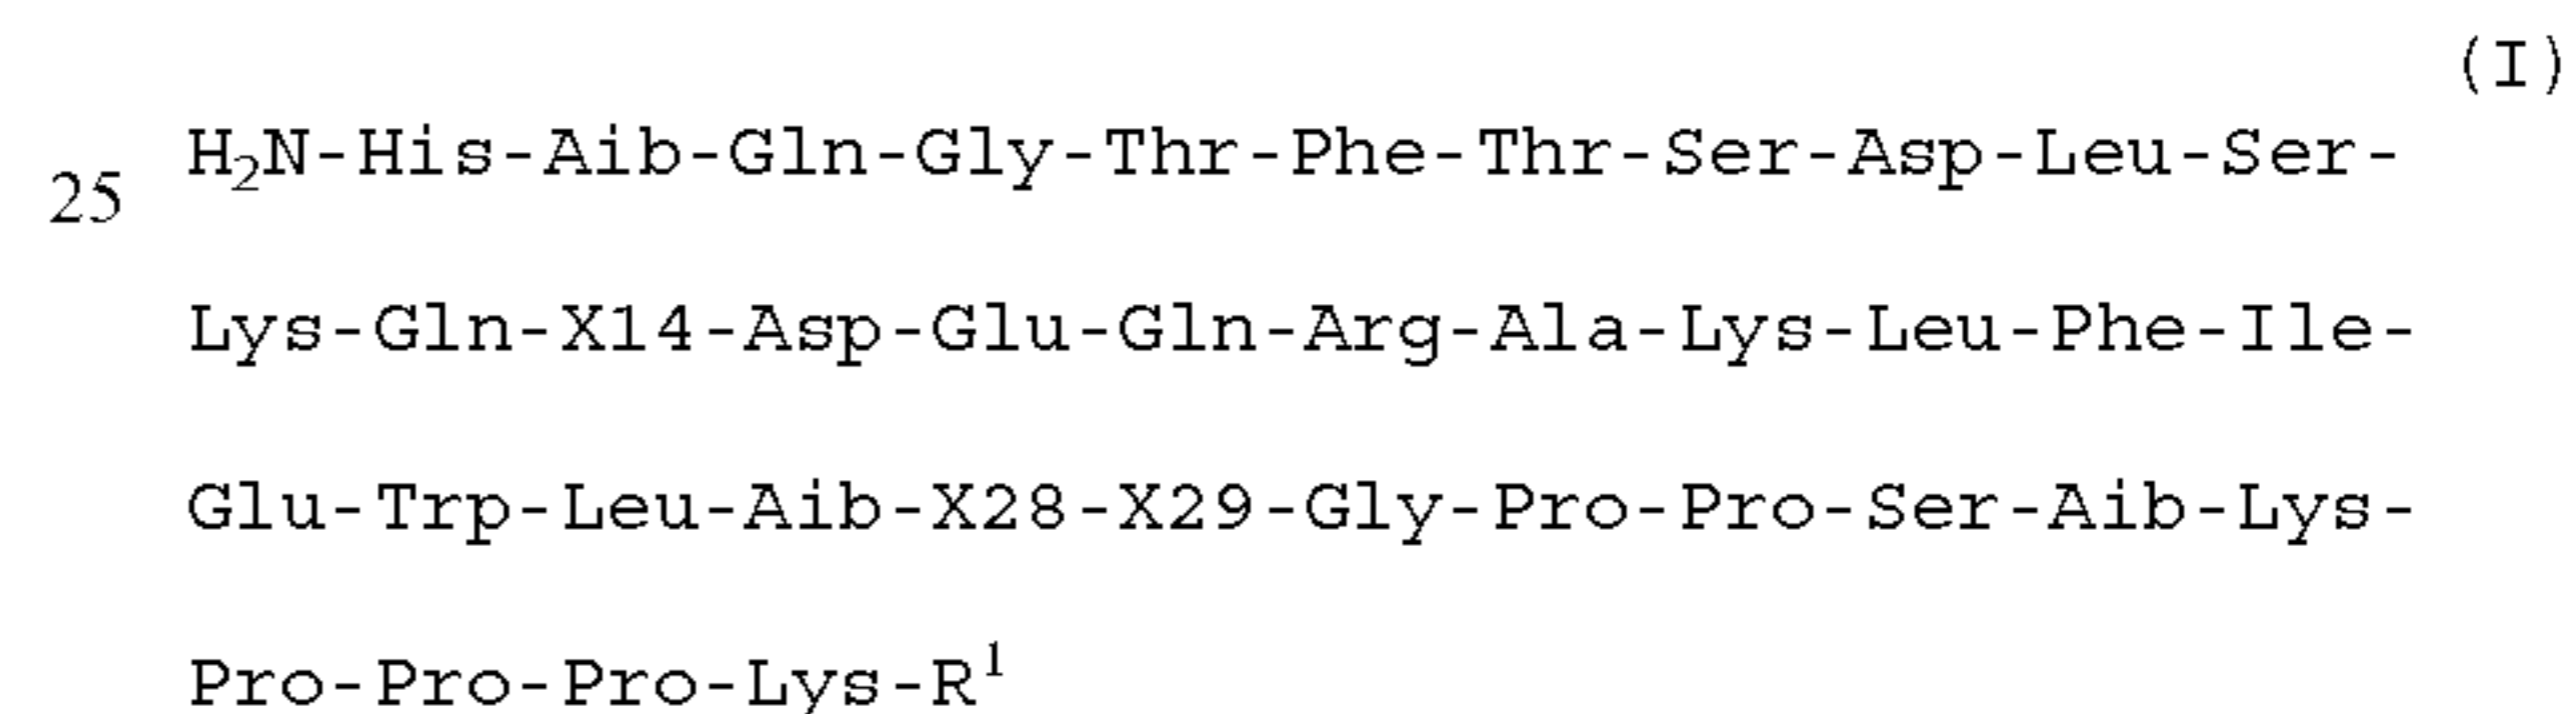 (I)
25 H₂N-His-Aib-Gln-Gly-Thr-Phe-Thr-Ser-Asp-Leu-Ser-
Lys-Gln-X14-Asp-Glu-Gln-Arg-Ala-Lys-Leu-Phe-Ile-
Glu-Trp-Leu-Aib-X28-X29-Gly-Pro-Pro-Ser-Aib-Lys-
Pro-Pro-Pro-Lys-R¹